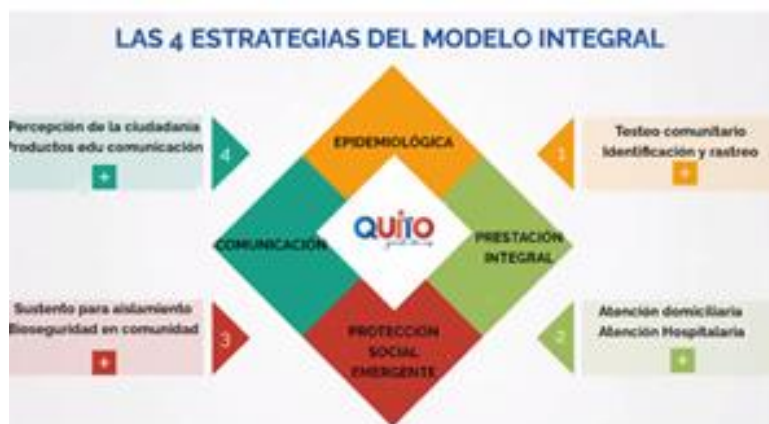 LAS 4 ESTRATEGIAS DEL MODELO INTEGRAL
Percepción de la ciudadanía
Productos edu comunicación
+
4
EPIDEMIOLÓGICA
1
Testeo comunitario
Identificación y rastreo
+
COMUNICACIÓN
QUITO
PRESTACIÓN
INTEGRAL
Sustento para aislamiento
Bioseguridad en comunidad
+
3
PROTECCIÓN
SOCIAL
EMERGENTE
2
Atención domiciliaria
Atención Hospitalaria
+